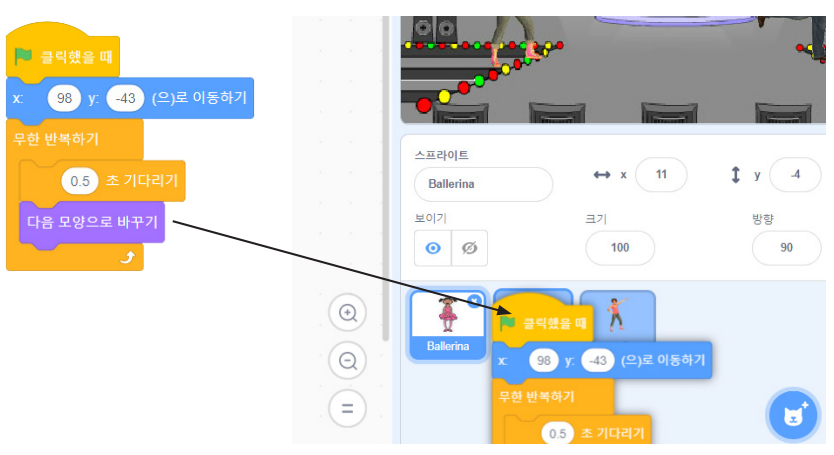 클릭했을 때
x: 98 y: -43 (으)로 이동하기
무한 반복하기
0.5 초 기다리기
다음 모양으로 바꾸기
스프라이트
Ballerina
x 11
y -4
보이기
크기
100
방향
90
Ballerina
클릭했을 때
x: 98 y: -43 (으)로 이동하기
무한 반복하기
0.5 초 기다리기